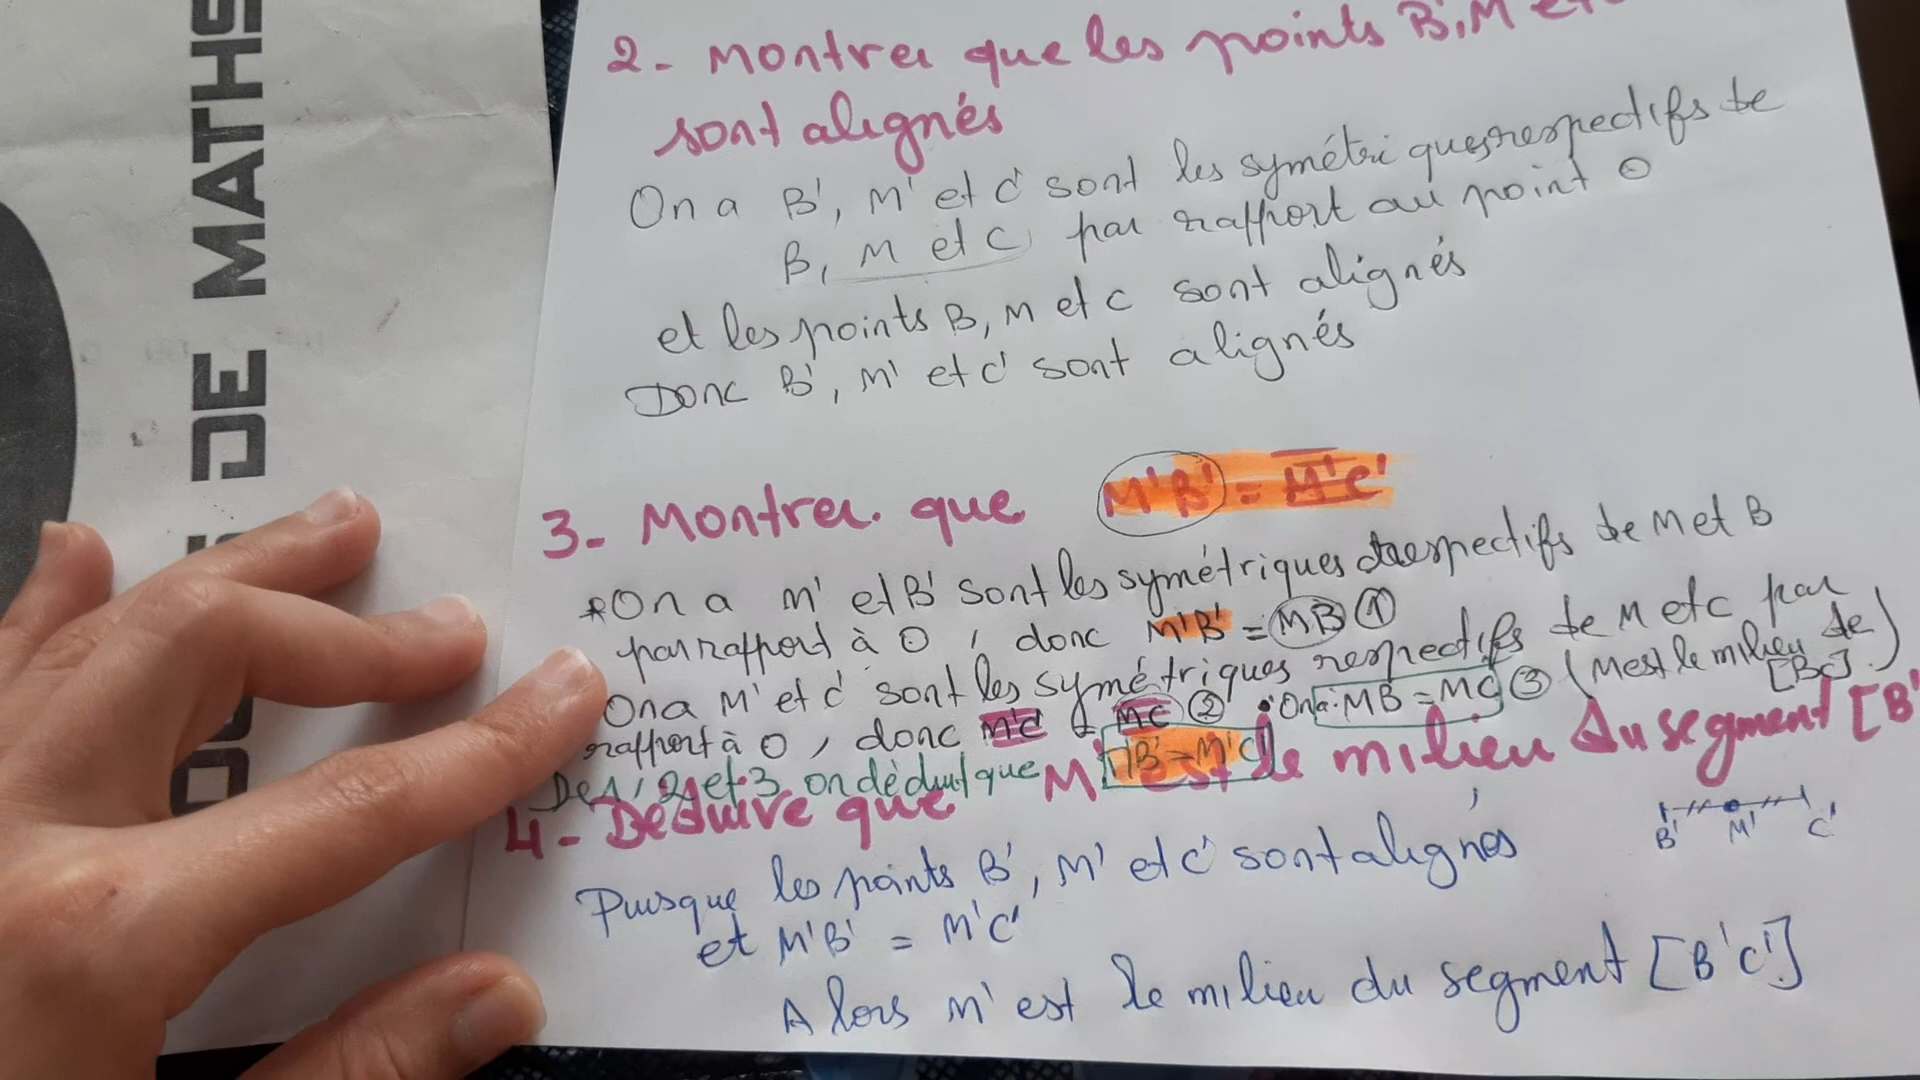 DE MATHS
2- Montrer que les points B', M
sont alignés
On a B', M' et C' sont les symétriques respectifs de
B, M et C par rapport au point O
et les points B, M et C sont alignés
Donc B', M' et C' sont alignés
3- Montrer que M'B' = M'C'
*On a M' et B' sont les symétriques respectifs de M et B
par rapport à O, donc M'B' = MB ①
On a M' et C' sont les symétriques respectifs de M et C par
rapport à O, donc M'C' = MC ② • On a: MB = MC ③ (M est le milieu de [BC].)
De 1, 2 et 3 on déduit que M'B' = M'C'
4- Déduire que M' est le milieu du segment [B'
B' M' C'
Puisque les points B', M' et C' sont alignés
et M'B' = M'C'
Alors M' est le milieu du segment [B'C']